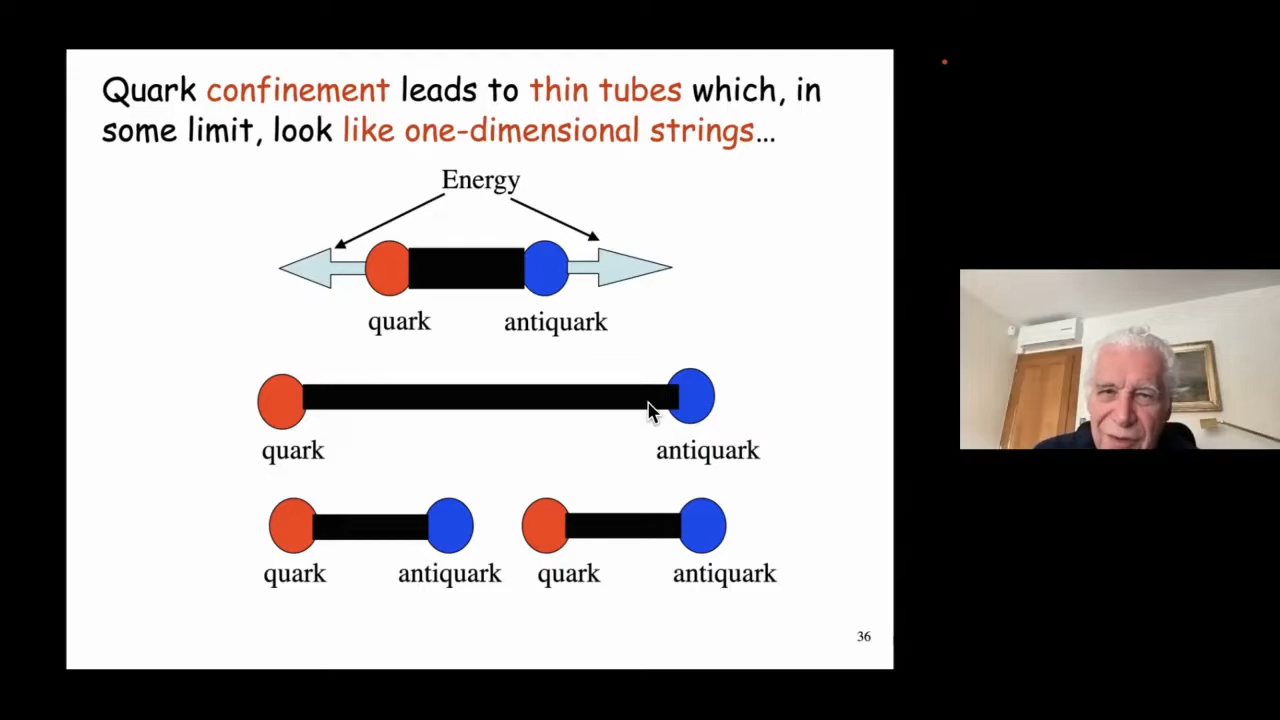 Quark confinement leads to thin tubes which, in
some limit, look like one-dimensional strings…
Energy
quark antiquark
quark antiquark
quark antiquark quark antiquark
36